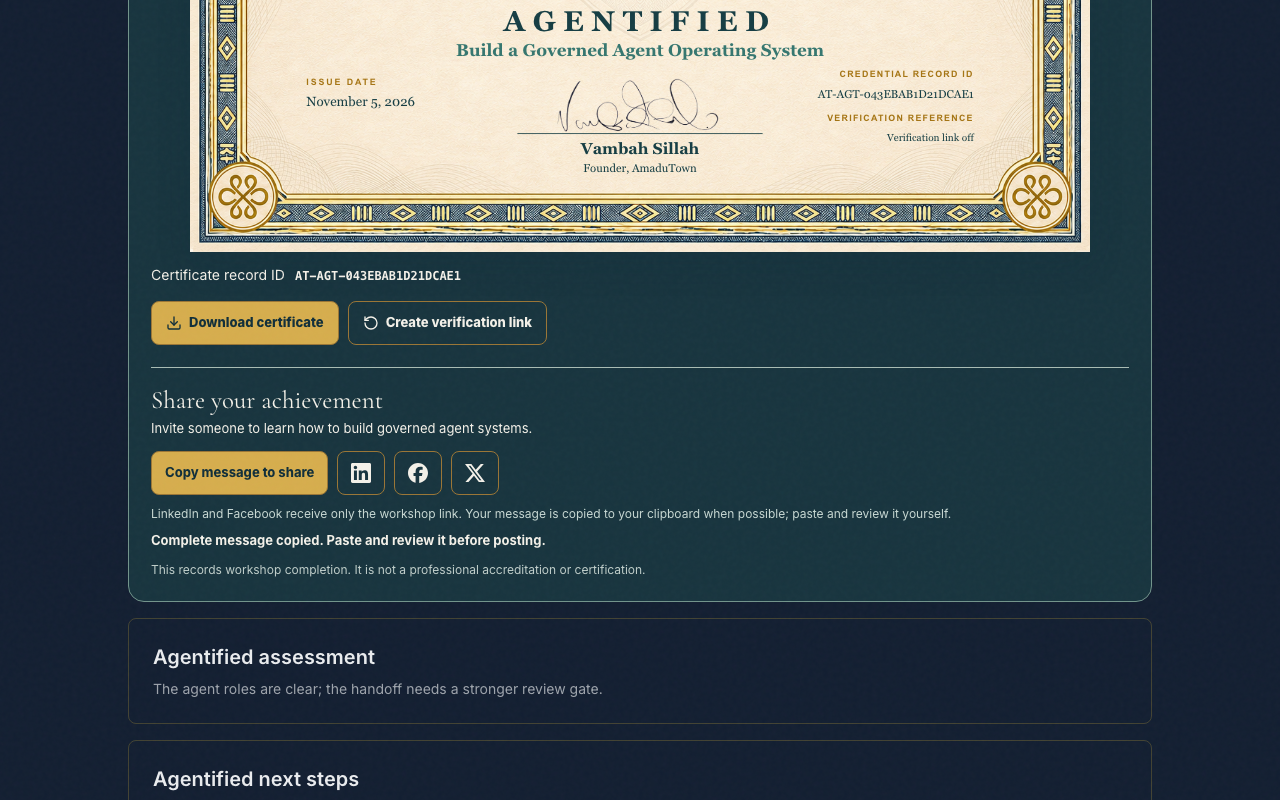 AGENTIFIED
Build a Governed Agent Operating System
ISSUE DATE
November 5, 2026
CREDENTIAL RECORD ID
AT-AGT-043EBAB1D21DCAE1
VERIFICATION REFERENCE
Verification link off
Vambah Sillah
Founder, AmaduTown
Certificate record ID AT-AGT-043EBAB1D21DCAE1
Download certificate
Create verification link
Share your achievement
Invite someone to learn how to build governed agent systems.
Copy message to share
LinkedIn and Facebook receive only the workshop link. Your message is copied to your clipboard when possible; paste and review it yourself.
Complete message copied. Paste and review it before posting.
This records workshop completion. It is not a professional accreditation or certification.
Agentified assessment
The agent roles are clear; the handoff needs a stronger review gate.
Agentified next steps